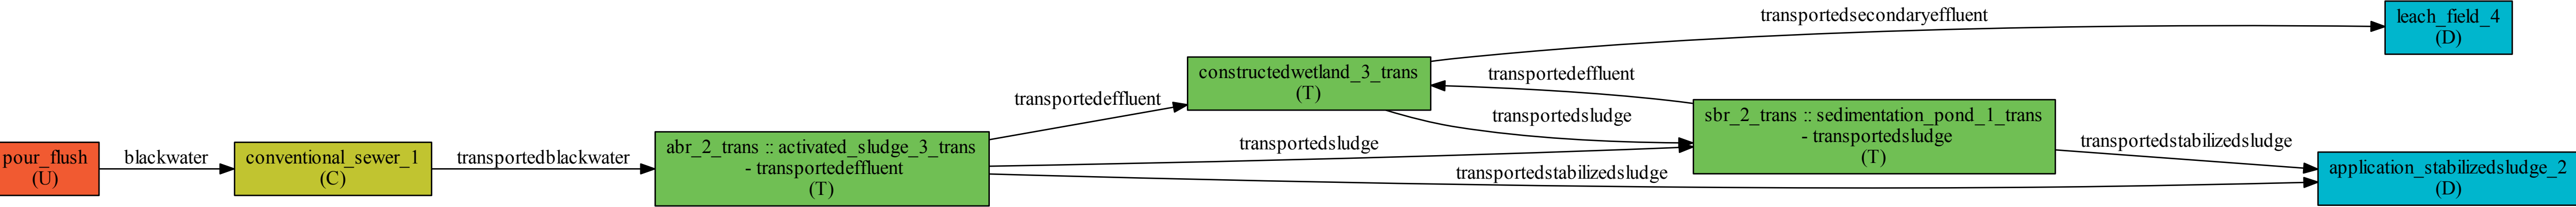 pour_flush
(U)
blackwater
conventional_sewer_1
(C)
transportedblackwater
abr_2_trans :: activated_sludge_3_trans
- transportedeffluent
(T)
transportedeffluent
transportedsludge
transportedstabilizedsludge
constructedwetland_3_trans
(T)
transportedsecondaryeffluent
transportedeffluent
transportedsludge
sbr_2_trans :: sedimentation_pond_1_trans
- transportedsludge
(T)
transportedstabilizedsludge
leach_field_4
(D)
application_stabilizedsludge_2
(D)